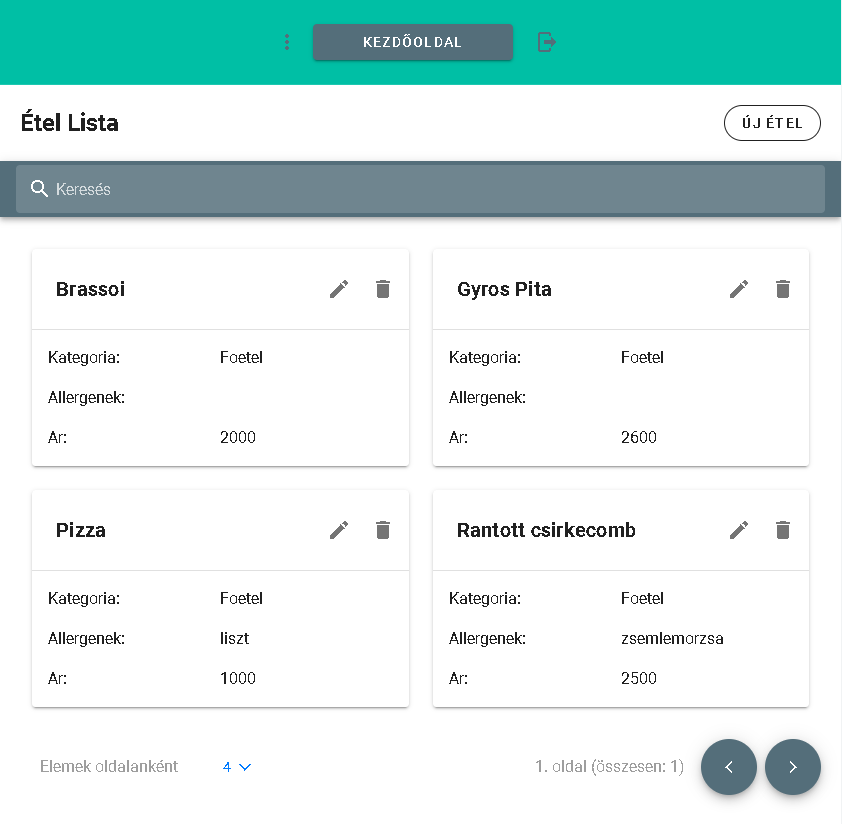 KEZDŐOLDAL
Étel Lista
ÚJ ÉTEL
Keresés
Brassoi
Kategoria: Foetel
Allergenek:
Ar: 2000
Gyros Pita
Kategoria: Foetel
Allergenek:
Ar: 2600
Pizza
Kategoria: Foetel
Allergenek: liszt
Ar: 1000
Rantott csirkecomb
Kategoria: Foetel
Allergenek: zsemlemorzsa
Ar: 2500
Elemek oldalanként 4 1. oldal (összesen: 1)